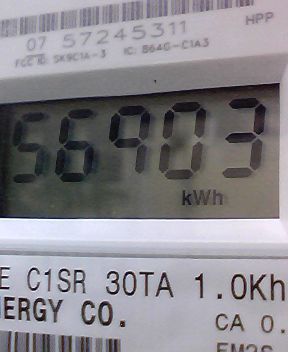 HPP
07 57245311
FCC ID: SK9C1A-3 IC: 864G-C1A3
56903
kWh
E C1SR 30TA 1.0Kh
ERGY CO.
CA 0.